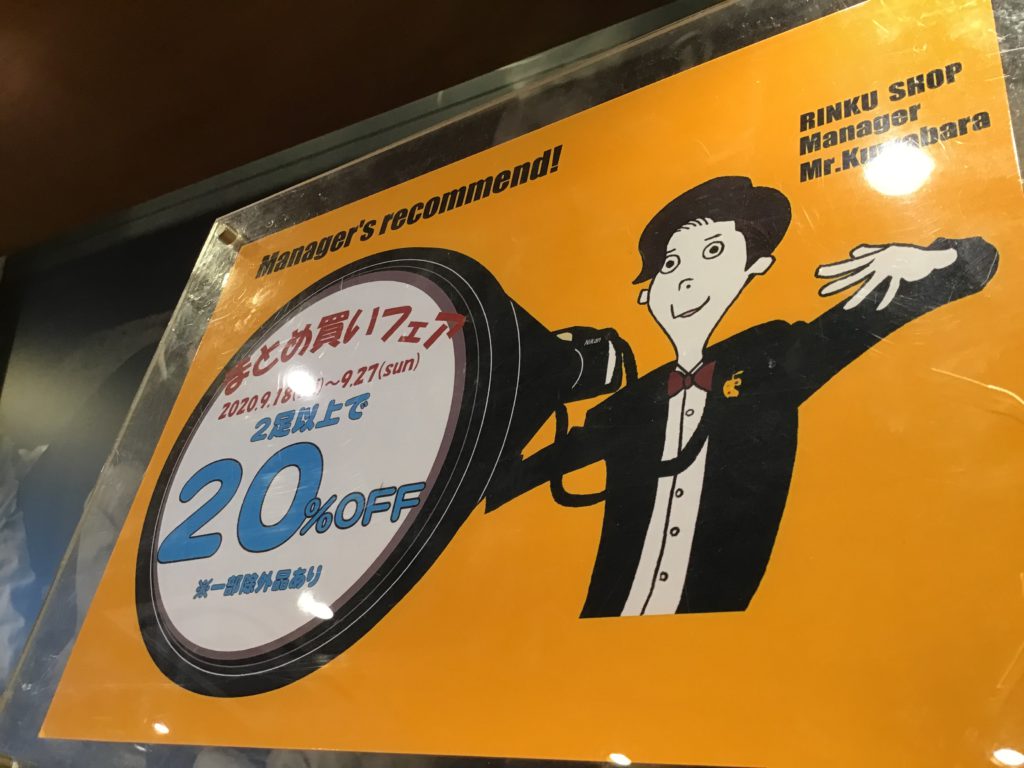 Manager's recommend!
RINKU SHOP
Manager
まとめ買いフェア
2020.9.18 ～9.27(sun)
2足以上で
20%OFF
※一部除外品あり
Nikon